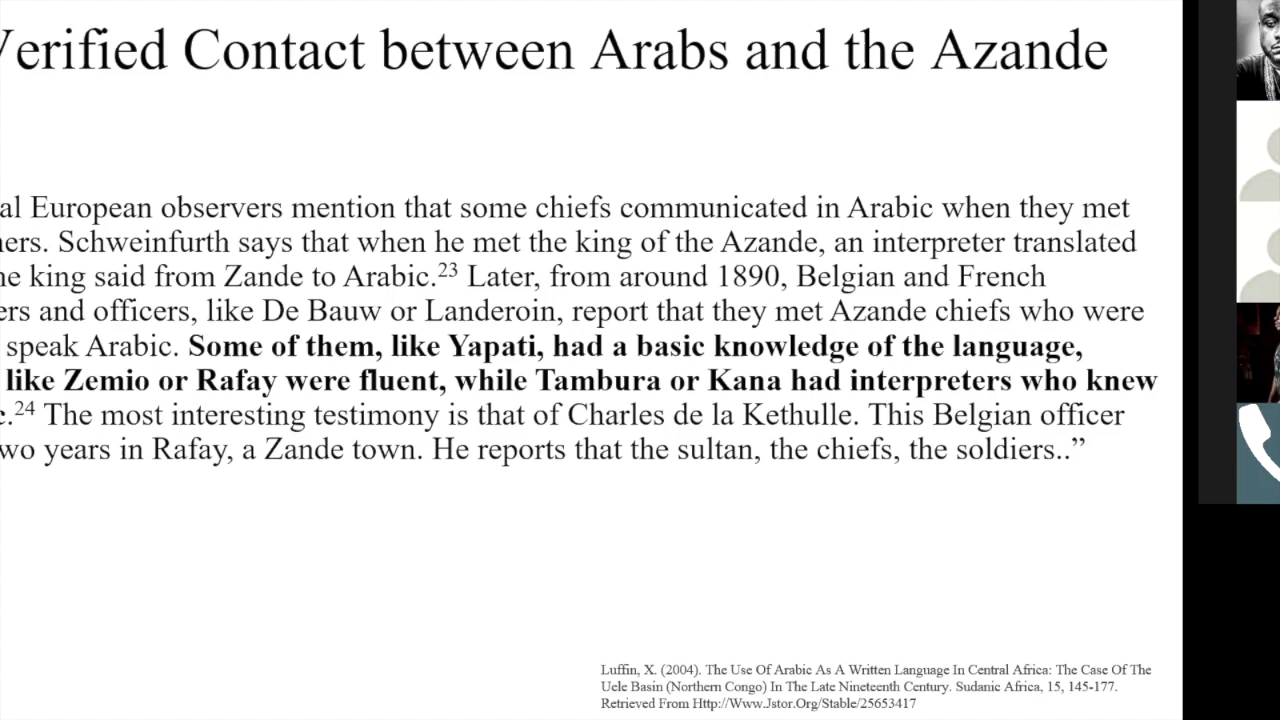 Verified Contact between Arabs and the Azande
al European observers mention that some chiefs communicated in Arabic when they met
ers. Schweinfurth says that when he met the king of the Azande, an interpreter translated
he king said from Zande to Arabic.23 Later, from around 1890, Belgian and French
ers and officers, like De Bauw or Landeroin, report that they met Azande chiefs who were
speak Arabic. Some of them, like Yapati, had a basic knowledge of the language,
like Zemio or Rafay were fluent, while Tambura or Kana had interpreters who knew
c.24 The most interesting testimony is that of Charles de la Kethulle. This Belgian officer
wo years in Rafay, a Zande town. He reports that the sultan, the chiefs, the soldiers..”
Luffin, X. (2004). The Use Of Arabic As A Written Language In Central Africa: The Case Of The
Uele Basin (Northern Congo) In The Late Nineteenth Century. Sudanic Africa, 15, 145-177.
Retrieved From Http://Www.Jstor.Org/Stable/25653417